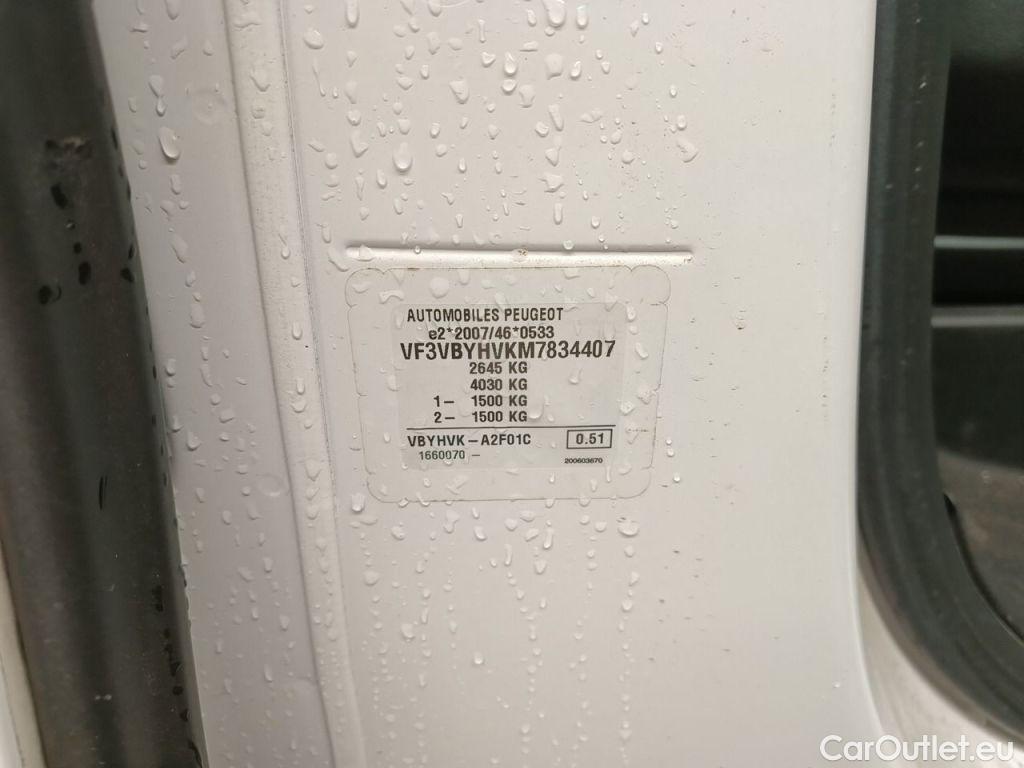 AUTOMOBILES PEUGEOT
e2*2007/46*0533
VF3VBYHVKM7834407
2645 KG
4030 KG
1– 1500 KG
2– 1500 KG
VBYHVK – A2F01C 0.51
1660070 – 200603670
CarOutlet.eu